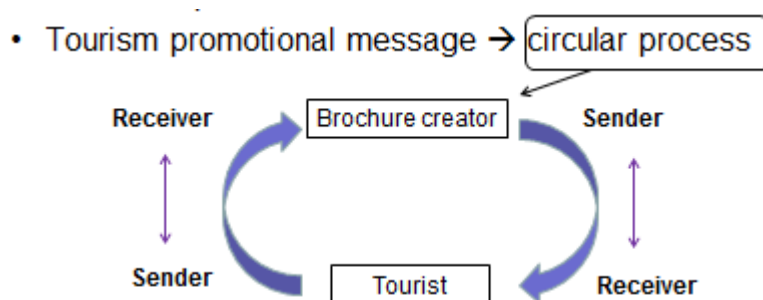 • Tourism promotional message → circular process
Receiver Brochure creator Sender
Sender Tourist Receiver